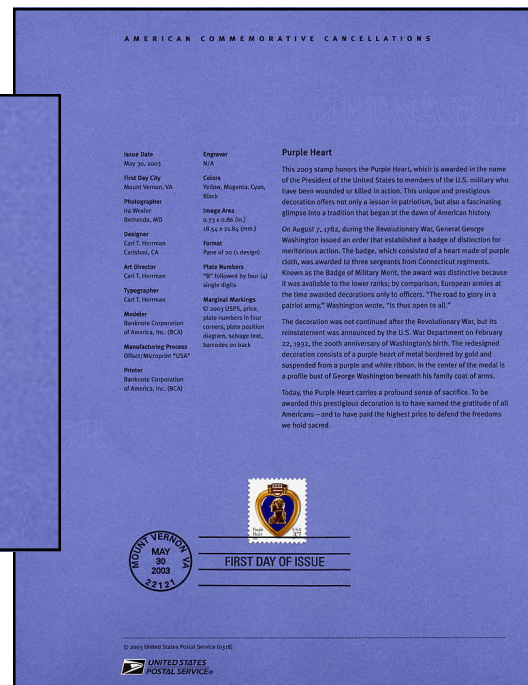 AMERICAN COMMEMORATIVE CANCELLATIONS
Issue Date
May 30, 2003
First Day City
Mount Vernon, VA
Photographer
Ira Wexler
Bethesda, MD
Designer
Carl T. Herrman
Carlsbad, CA
Art Director
Carl T. Herrman
Typographer
Carl T. Herrman
Modeler
Banknote Corporation
of America, Inc. (BCA)
Manufacturing Process
Offset/Microprint "USA"
Printer
Banknote Corporation
of America, Inc. (BCA)
Engraver
N/A
Colors
Yellow, Magenta, Cyan,
Black
Image Area
0.73 x 0.86 (in.)
18.54 x 21.84 (mm.)
Format
Pane of 20 (1 design)
Plate Numbers
"B" followed by four (4)
single digits
Marginal Markings
© 2003 USPS, price,
plate numbers in four
corners, plate position
diagram, selvage text,
barcodes on back
Purple Heart
This 2003 stamp honors the Purple Heart, which is awarded in the name
of the President of the United States to members of the U.S. military who
have been wounded or killed in action. This unique and prestigious
decoration offers not only a lesson in patriotism, but also a fascinating
glimpse into a tradition that began at the dawn of American history.
On August 7, 1782, during the Revolutionary War, General George
Washington issued an order that established a badge of distinction for
meritorious action. The badge, which consisted of a heart made of purple
cloth, was awarded to three sergeants from Connecticut regiments.
Known as the Badge of Military Merit, the award was distinctive because
it was available to the lower ranks; by comparison, European armies at
the time awarded decorations only to officers. "The road to glory in a
patriot army," Washington wrote, "is thus open to all."
The decoration was not continued after the Revolutionary War, but its
reinstatement was announced by the U.S. War Department on February
22, 1932, the 200th anniversary of Washington's birth. The redesigned
decoration consists of a purple heart of metal bordered by gold and
suspended from a purple and white ribbon. In the center of the medal is
a profile bust of George Washington beneath his family coat of arms.
Today, the Purple Heart carries a profound sense of sacrifice. To be
awarded this prestigious decoration is to have earned the gratitude of all
Americans—and to have paid the highest price to defend the freedoms
we hold sacred.
Purple
Heart
USA
37
MOUNT VERNON VA
MAY
30
2003
22121
FIRST DAY OF ISSUE
© 2003 United States Postal Service (0318)
UNITED STATES
POSTAL SERVICE®